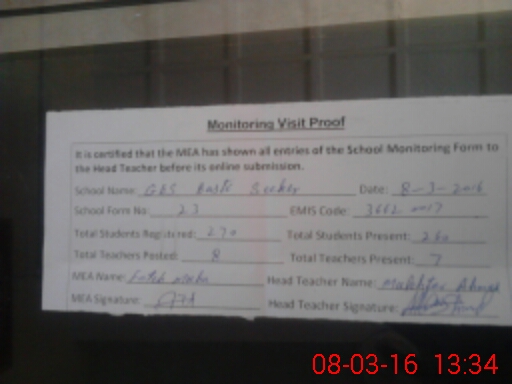 Monitoring Visit Proof
It is certified that the MEA has shown all entries of the School Monitoring Form to
the Head Teacher before its online submission.
School Name: GES Basti Date: 8-3-2016
School Form No: 23 EMIS Code:
Total Students Registered: 270 Total Students Present: 260
Total Teachers Posted: 8 Total Teachers Present: 7
MEA Name: Head Teacher Name: Ahmad
MEA Signature: Head Teacher Signature:
08-03-16 13:34